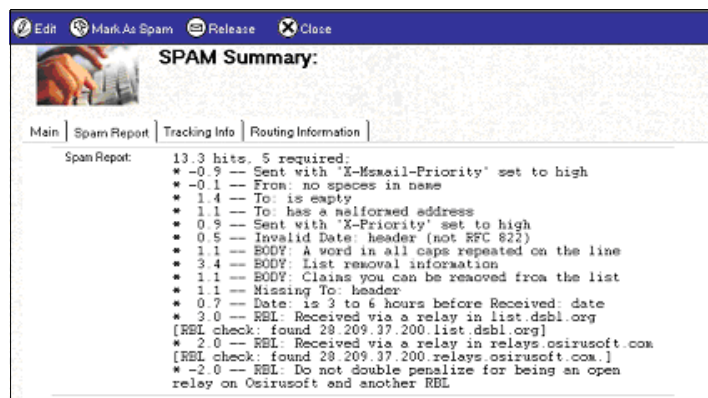 Edit Mark As Spam Release Close
SPAM Summary:
Main Spam Report Tracking Info Routing Information
Spam Report: 13.3 hits, 5 required;
* -0.9 -- Sent with 'X-Msmail-Priority' set to high
* -0.1 -- From: no spaces in name
* 1.4 -- To: is empty
* 1.1 -- To: has a malformed address
* 0.9 -- Sent with 'X-Priority' set to high
* 0.5 -- Invalid Date: header (not RFC 822)
* 1.1 -- BODY: A word in all caps repeated on the line
* 3.4 -- BODY: List removal information
* 1.1 -- BODY: Claims you can be removed from the list
* 1.1 -- Missing To: header
* 0.7 -- Date: is 3 to 6 hours before Received: date
* 3.0 -- RBL: Received via a relay in list.dsbl.org
[RBL check: found 28.209.37.200.list.dsbl.org]
* 2.0 -- RBL: Received via a relay in relays.osirusoft.com
[RBL check: found 28.209.37.200.relays.osirusoft.com.]
* -2.0 -- RBL: Do not double penalize for being an open
relay on Osirusoft and another RBL